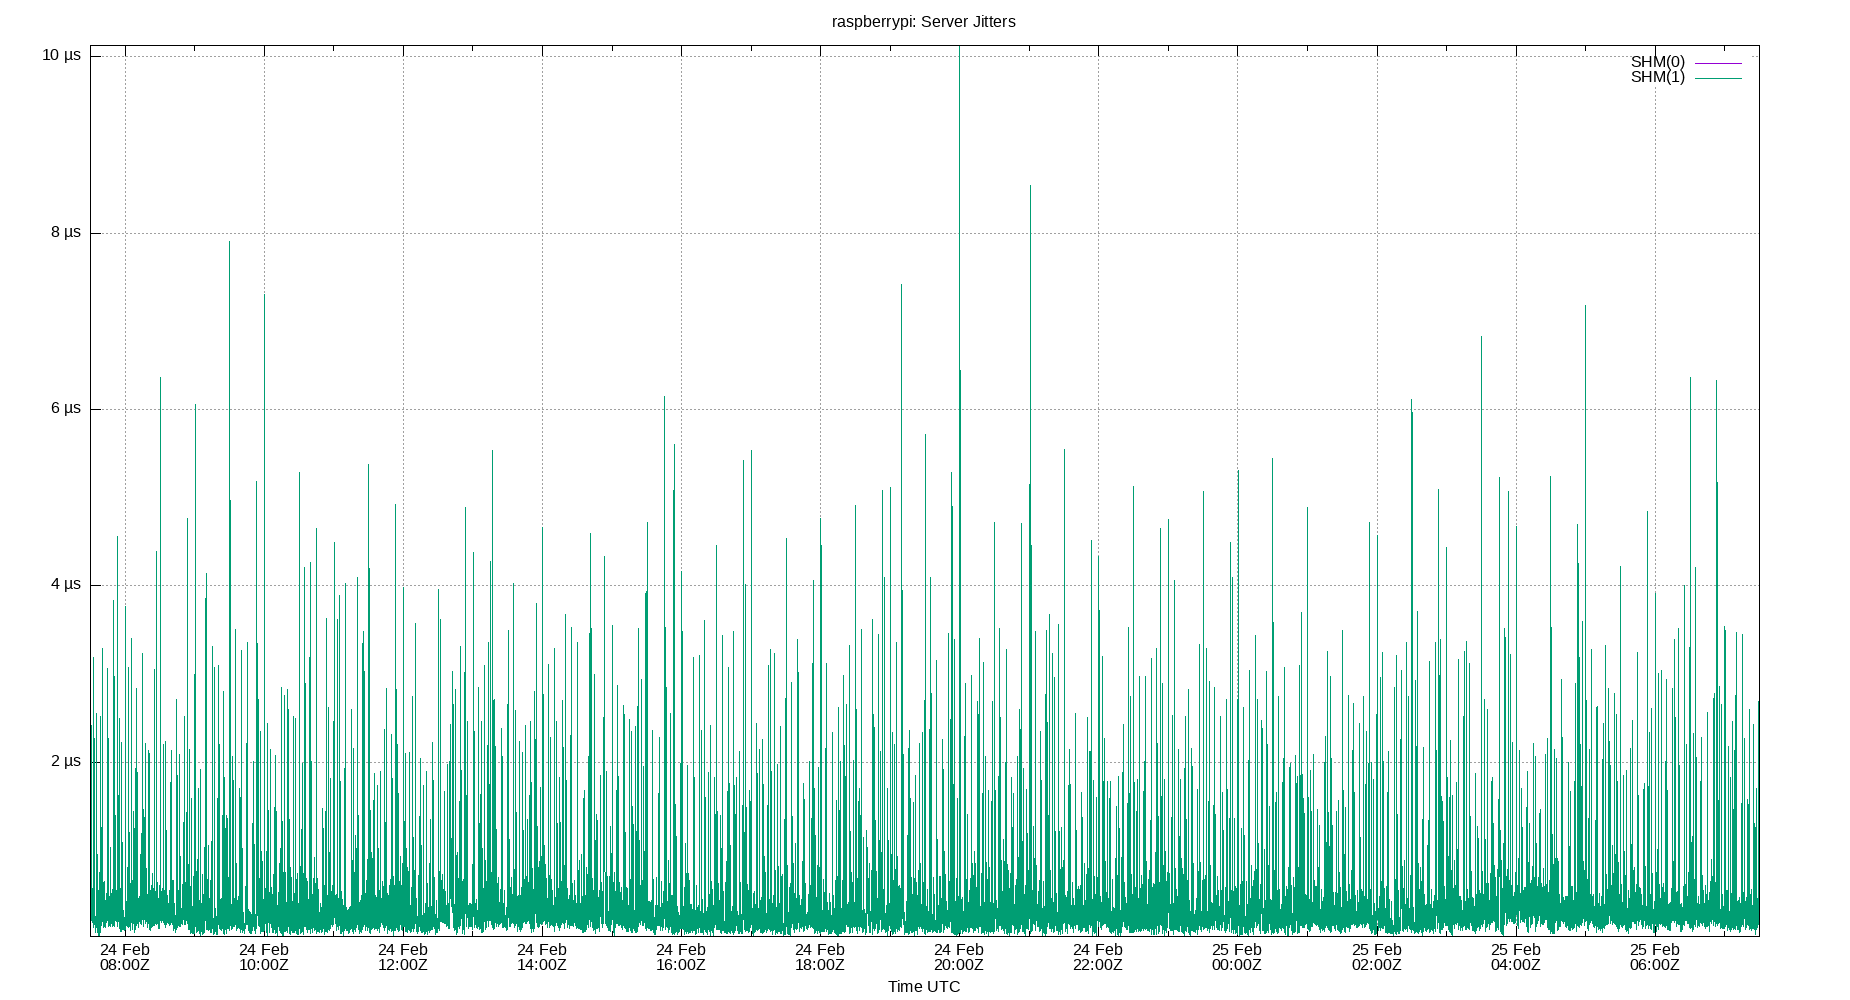 raspberrypi: Server Jitters
10 µs
8 µs
6 µs
4 µs
2 µs
SHM(0)
SHM(1)
24 Feb 24 Feb 24 Feb 24 Feb 24 Feb 24 Feb 24 Feb 24 Feb 25 Feb 25 Feb 25 Feb 25 Feb
08:00Z 10:00Z 12:00Z 14:00Z 16:00Z 18:00Z 20:00Z 22:00Z 00:00Z 02:00Z 04:00Z 06:00Z
Time UTC